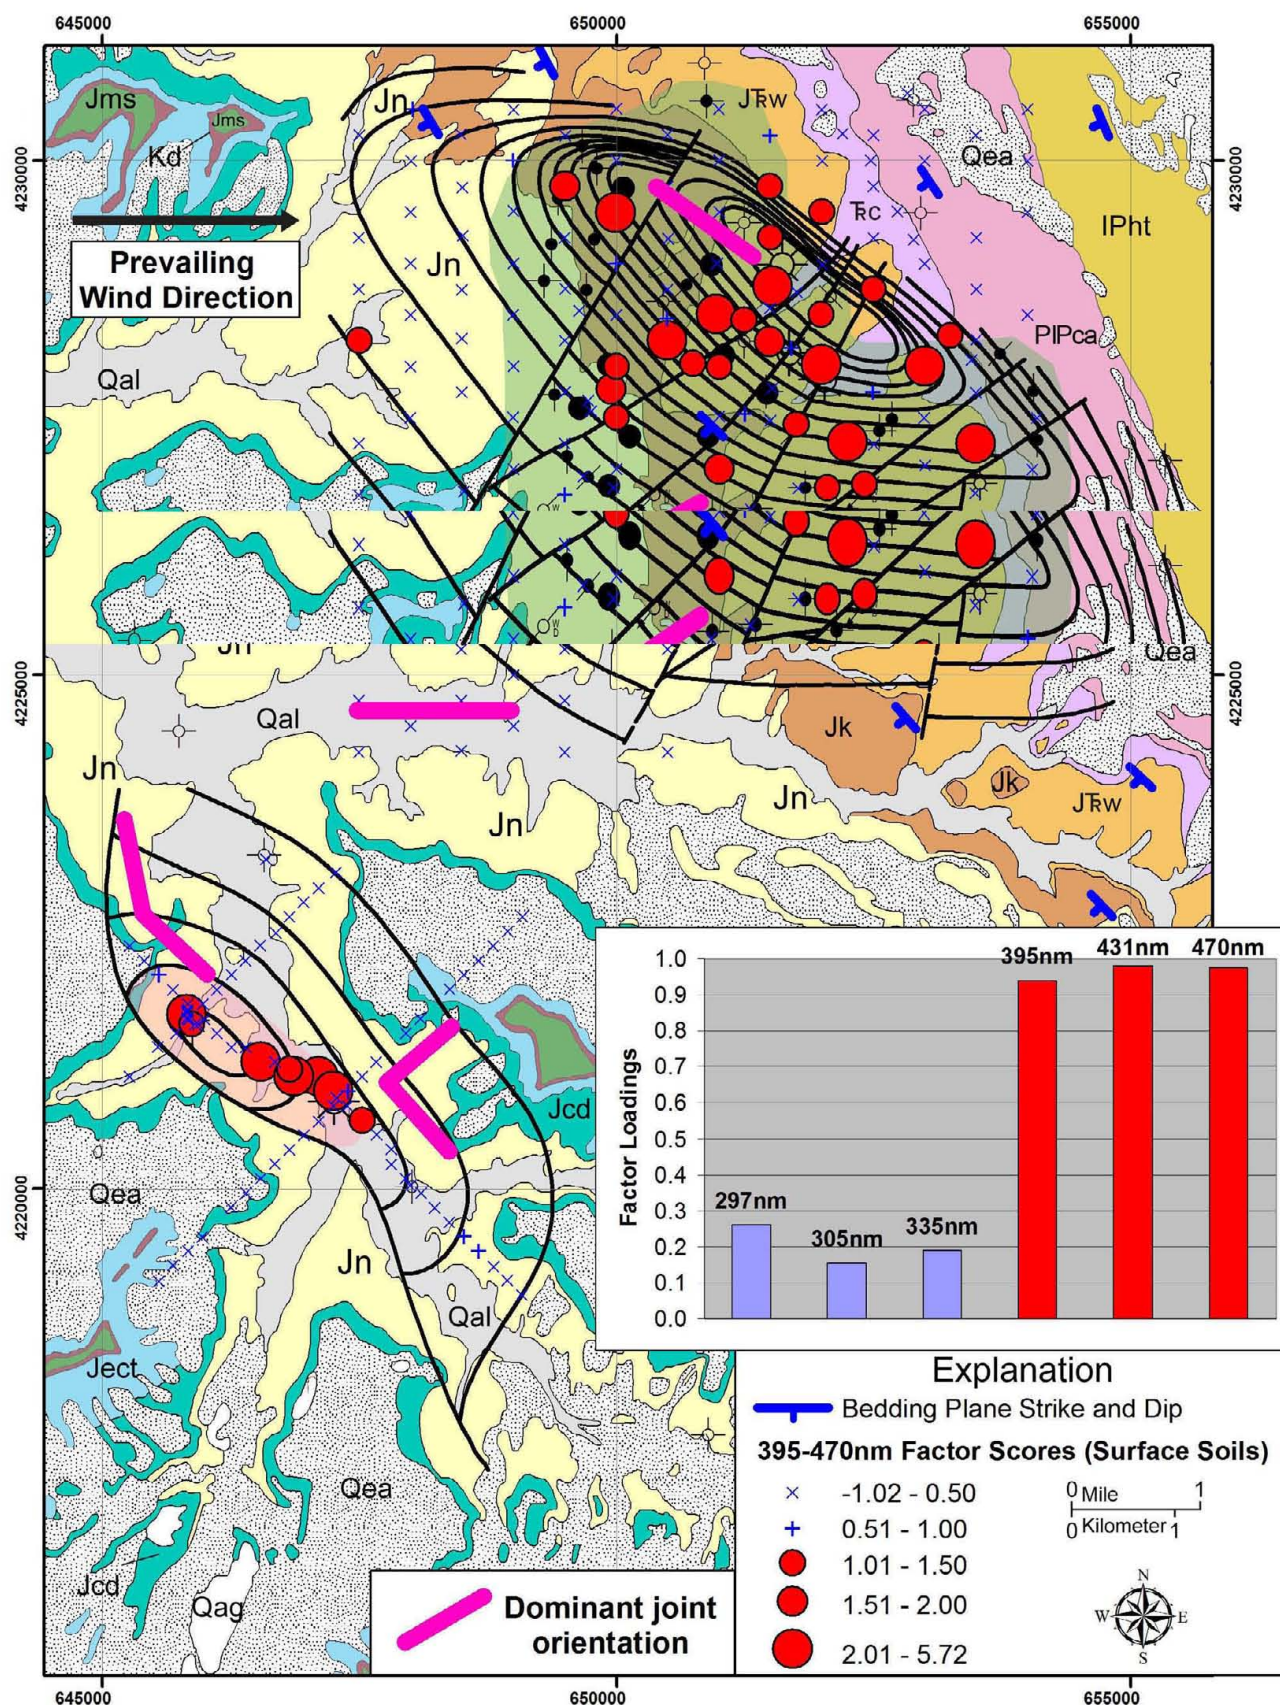 645000 650000 655000
4230000
4230000
4225000
4225000
4220000
Jms
Jms
Kd
Jn
JTRW
Qea
TRC
IPht
Prevailing
Wind Direction
Jn
Qal
PIPca
W
W
D
Jn
Qea
Qal
Jk
Jn
Jn
Jn
Jk
JTRW
395nm 431nm 470nm
1.0
0.9
0.8
0.7
0.6
0.5
0.4
0.3
0.2
0.1
0.0
Factor Loadings
297nm
305nm
335nm
Jcd
Qea
Jn
Qal
Ject
Qea
Jcd
Qag
Explanation
Bedding Plane Strike and Dip
395-470nm Factor Scores (Surface Soils)
-1.02 - 0.50
0.51 - 1.00
1.01 - 1.50
1.51 - 2.00
2.01 - 5.72
0 Mile 1
0 Kilometer 1
N
W E
S
Dominant joint
orientation
645000 650000 655000